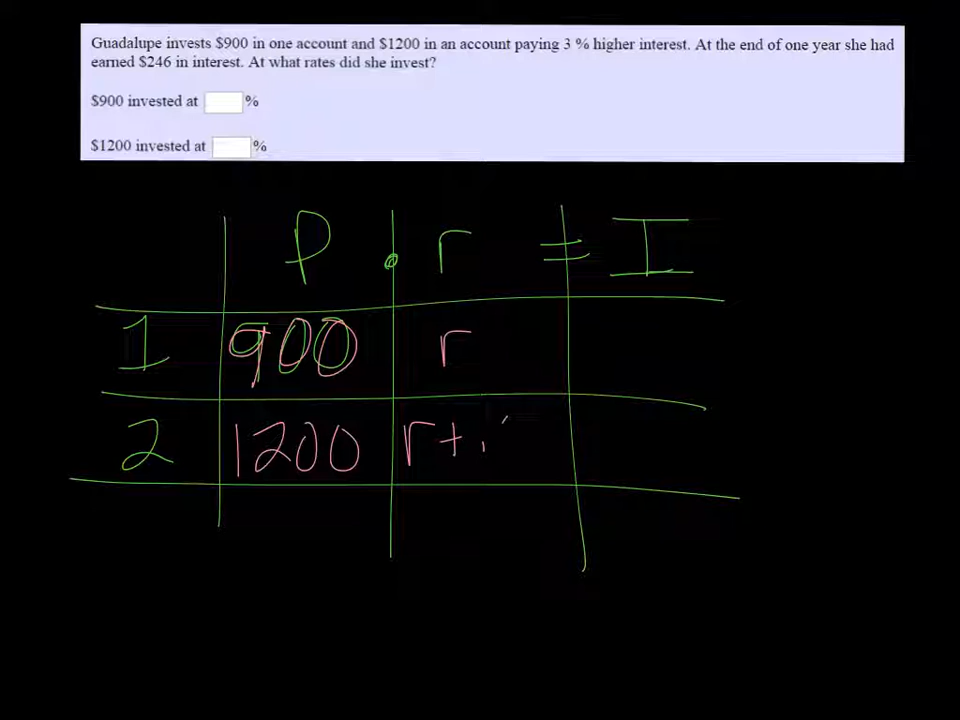 Guadalupe invests $900 in one account and $1200 in an account paying 3 % higher interest. At the end of one year she had
earned $246 in interest. At what rates did she invest?
$900 invested at %
$1200 invested at %
P · r = I
1 900 r
2 1200 r+.